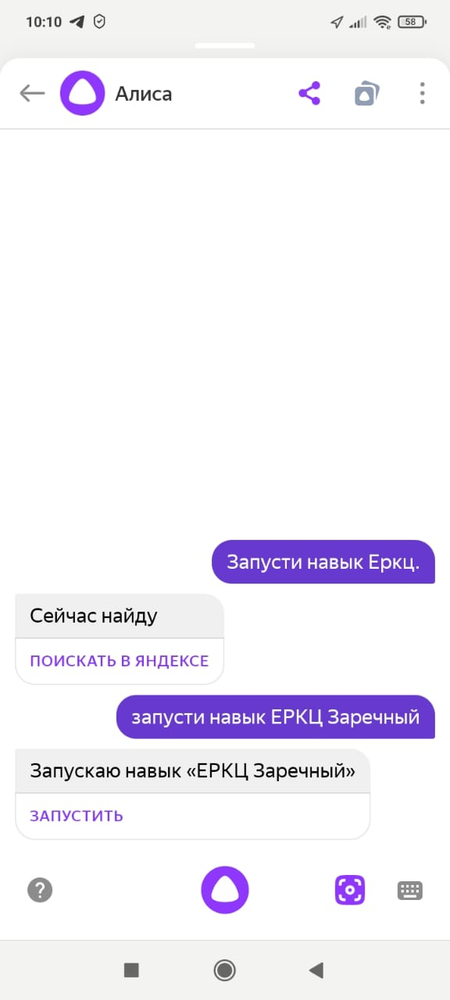 10:10
58
Алиса
Запусти навык Еркц.
Сейчас найду
ПОИСКАТЬ В ЯНДЕКСЕ
запусти навык ЕРКЦ Заречный
Запускаю навык «ЕРКЦ Заречный»
ЗАПУСТИТЬ
?